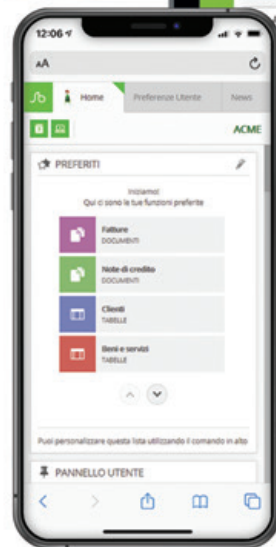 12:06
AA
Home
Preferenze Utente
News
ACME
PREFERITI
Iniziamo!
Qui ci sono le tue funzioni preferite
Fatture
DOCUMENTI
Note di credito
DOCUMENTI
Clienti
TABELLE
Beni e servizi
TABELLE
Puoi personalizzare questa lista utilizzando il comando in alto
PANNELLO UTENTE